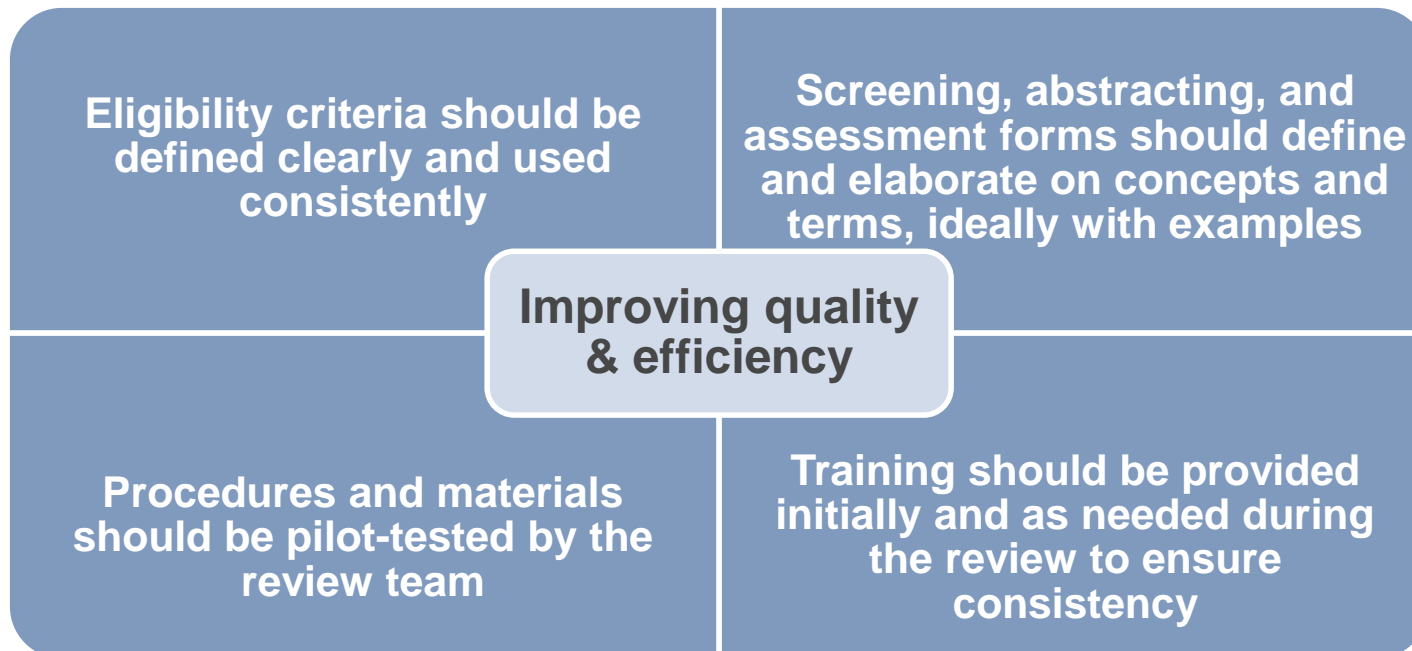 Eligibility criteria should be
defined clearly and used
consistently
Screening, abstracting, and
assessment forms should define
and elaborate on concepts and
terms, ideally with examples
Improving quality
& efficiency
Procedures and materials
should be pilot-tested by the
review team
Training should be provided
initially and as needed during
the review to ensure
consistency